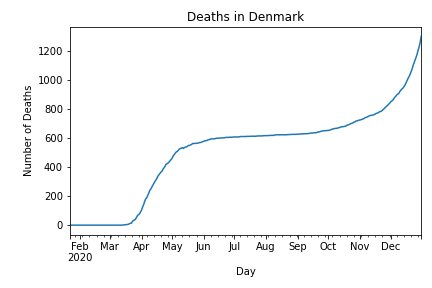 Deaths in Denmark
Number of Deaths
1200
1000
800
600
400
200
0
Feb Mar Apr May Jun Jul Aug Sep Oct Nov Dec
2020
Day